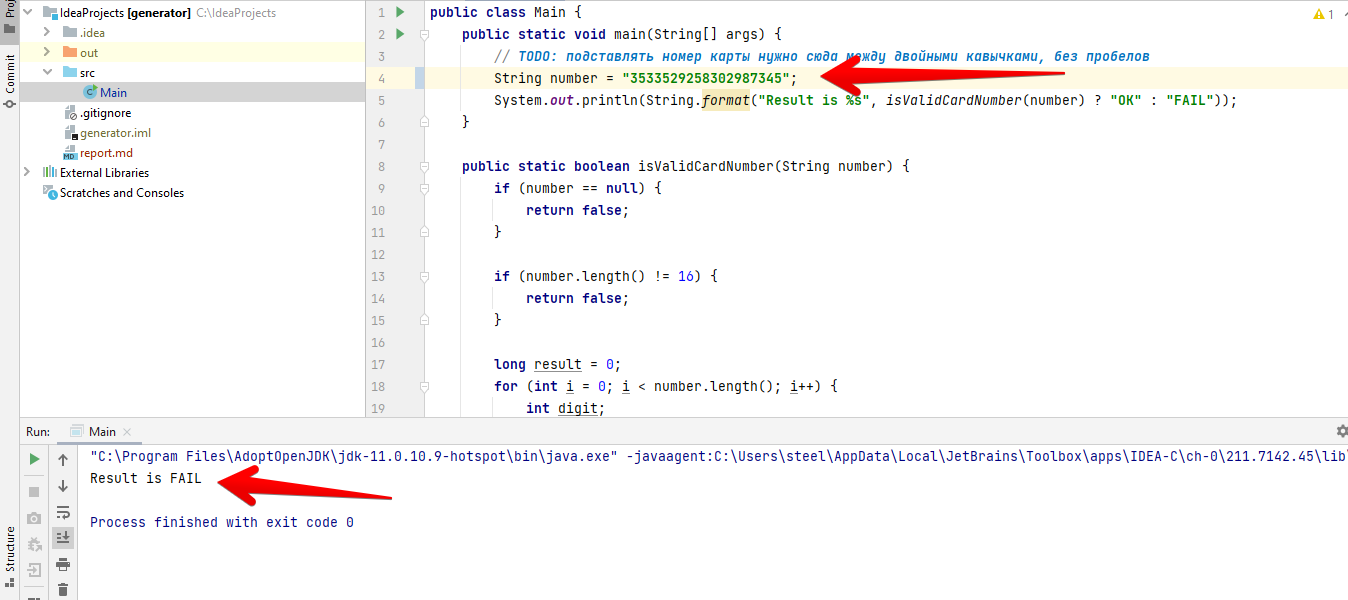 IdeaProjects [generator] C:\IdeaProjects
.idea
out
src
Main
.gitignore
generator.iml
report.md
External Libraries
Scratches and Consoles
Commit
Structure
1 public class Main {
2 public static void main(String[] args) {
3 // TODO: подставлять номер карты нужно сюда между двойными кавычками, без пробелов
4 String number = "3533529258302987345";
5 System.out.println(String.format("Result is %s", isValidCardNumber(number) ? "OK" : "FAIL"));
6 }
7
8 public static boolean isValidCardNumber(String number) {
9 if (number == null) {
10 return false;
11 }
12
13 if (number.length() != 16) {
14 return false;
15 }
16
17 long result = 0;
18 for (int i = 0; i < number.length(); i++) {
19 int digit;
1
Run: Main
"C:\Program Files\AdoptOpenJDK\jdk-11.0.10.9-hotspot\bin\java.exe" -javaagent:C:\Users\steel\AppData\Local\JetBrains\Toolbox\apps\IDEA-C\ch-0\211.7142.45\lib\
Result is FAIL
Process finished with exit code 0